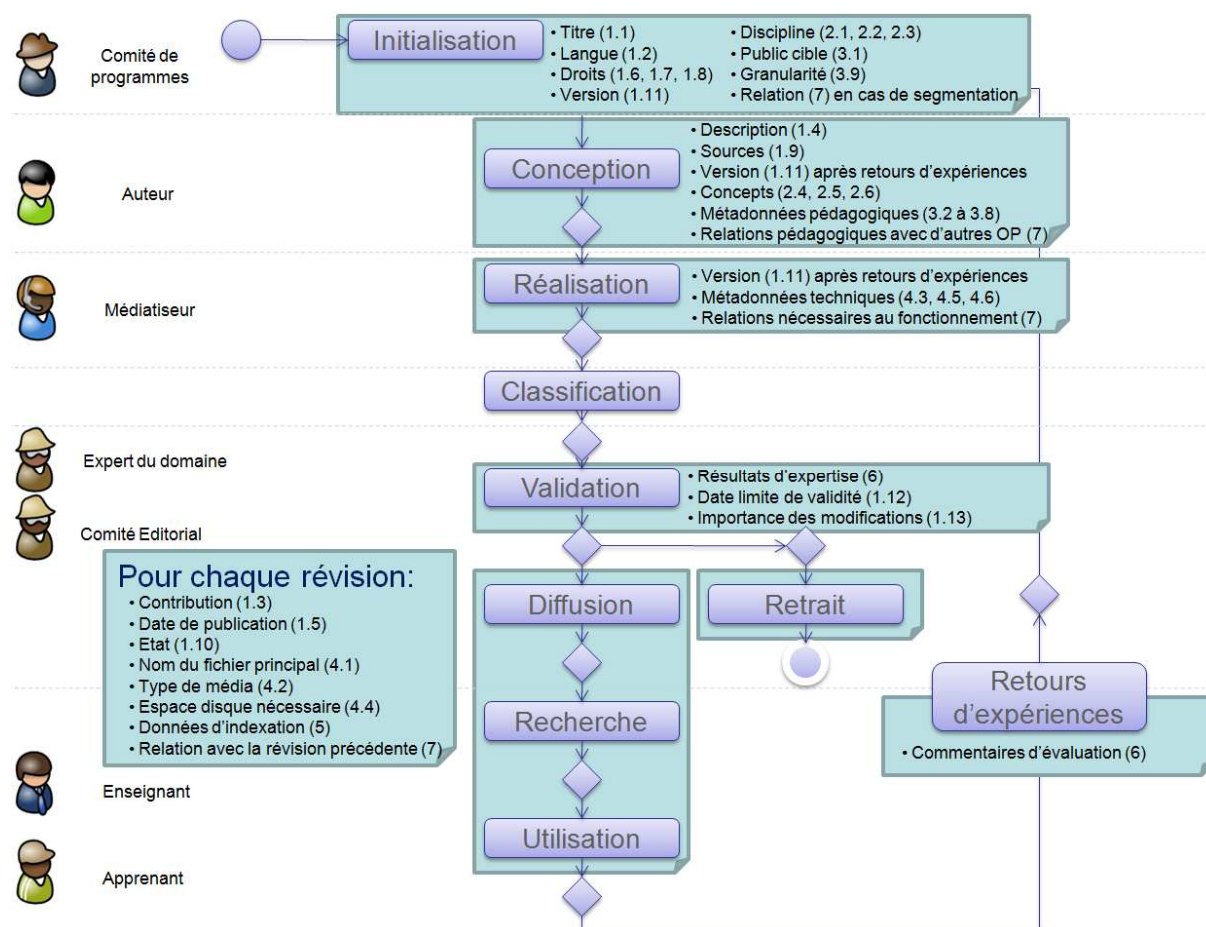 Comité de
programmes
Initialisation
• Titre (1.1)
• Langue (1.2)
• Droits (1.6, 1.7, 1.8)
• Version (1.11)
• Discipline (2.1, 2.2, 2.3)
• Public cible (3.1)
• Granularité (3.9)
• Relation (7) en cas de segmentation
Auteur
Conception
• Description (1.4)
• Sources (1.9)
• Version (1.11) après retours d'expériences
• Concepts (2.4, 2.5, 2.6)
• Métadonnées pédagogiques (3.2 à 3.8)
• Relations pédagogiques avec d'autres OP (7)
Médiatiseur
Réalisation
• Version (1.11) après retours d'expériences
• Métadonnées techniques (4.3, 4.5, 4.6)
• Relations nécessaires au fonctionnement (7)
Classification
Expert du domaine
Validation
• Résultats d'expertise (6)
• Date limite de validité (1.12)
• Importance des modifications (1.13)
Comité Editorial
Pour chaque révision:
• Contribution (1.3)
• Date de publication (1.5)
• Etat (1.10)
• Nom du fichier principal (4.1)
• Type de média (4.2)
• Espace disque nécessaire (4.4)
• Données d'indexation (5)
• Relation avec la révision précédente (7)
Diffusion
Retrait
Recherche
Retours
d'expériences
• Commentaires d'évaluation (6)
Enseignant
Utilisation
Apprenant